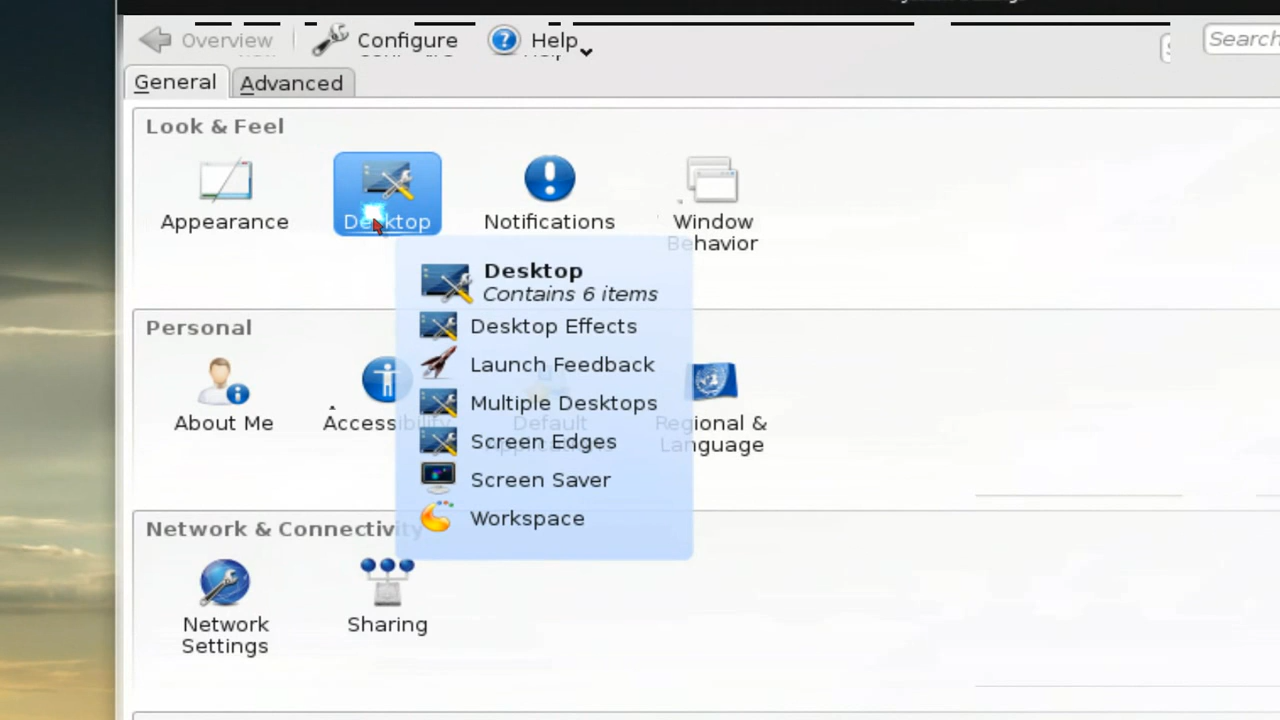 Overview
Configure
Help
Search
General
Advanced
Look & Feel
Appearance
Desktop
Notifications
Window
Behavior
Desktop
Contains 6 items
Desktop Effects
Launch Feedback
Multiple Desktops
Screen Edges
Screen Saver
Workspace
Personal
About Me
Accessibility
Default
Applications
Regional &
Language
Network & Connectivity
Network
Settings
Sharing